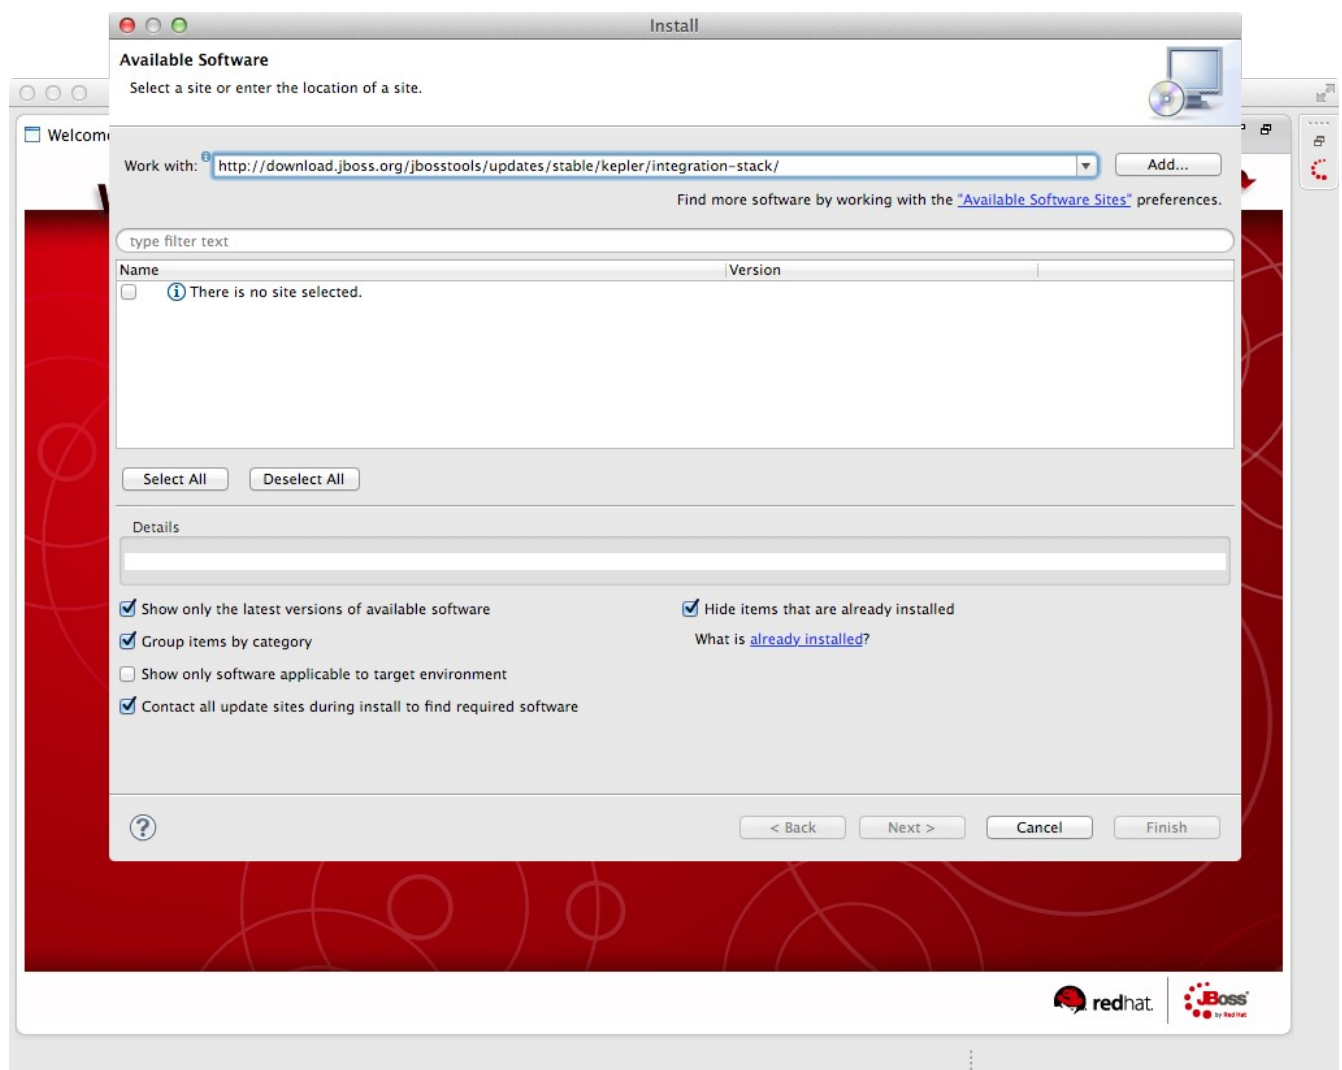 Install
Available Software
Select a site or enter the location of a site.
Welcom
Work with: http://download.jboss.org/jbosstools/updates/stable/kepler/integration-stack/ Add...
Find more software by working with the "Available Software Sites" preferences.
type filter text
Name Version
There is no site selected.
Select All Deselect All
Details
Show only the latest versions of available software Hide items that are already installed
Group items by category What is already installed?
Show only software applicable to target environment
Contact all update sites during install to find required software
? < Back Next > Cancel Finish
redhat. JBoss
by Red Hat